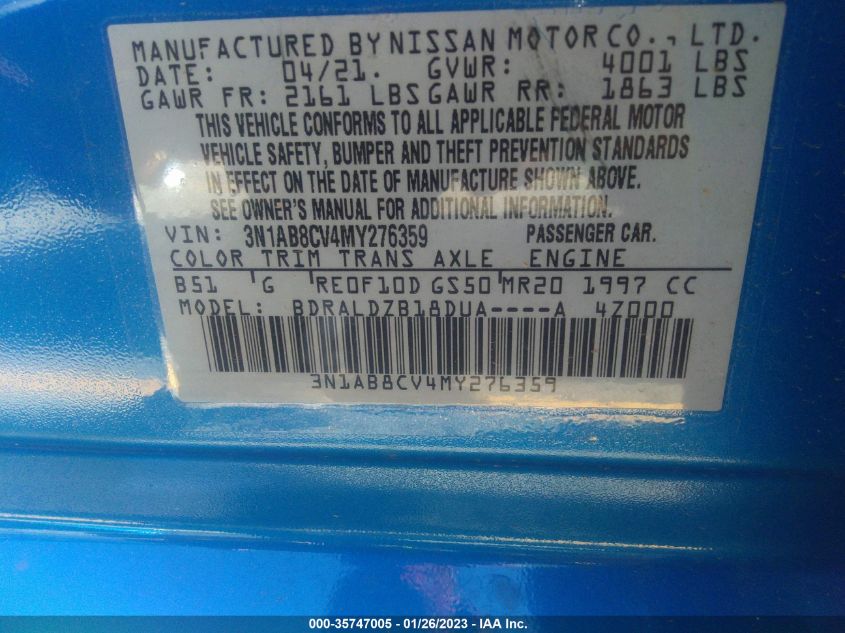 MANUFACTURED BY NISSAN MOTOR CO., LTD.
DATE: 04/21. GVWR: 4001 LBS
GAWR FR: 2161 LBS GAWR RR: 1863 LBS
THIS VEHICLE CONFORMS TO ALL APPLICABLE FEDERAL MOTOR
VEHICLE SAFETY, BUMPER AND THEFT PREVENTION STANDARDS
IN EFFECT ON THE DATE OF MANUFACTURE SHOWN ABOVE.
SEE OWNER'S MANUAL FOR ADDITIONAL INFORMATION.
VIN: 3N1AB8CV4MY276359 PASSENGER CAR.
COLOR TRIM TRANS AXLE ENGINE
B51 G RE0F10D GS50 MR20 1997 CC
MODEL: BDRALDZB18DUA----A 4Z000
3N1AB8CV4MY276359
000-35747005 - 01/26/2023 - IAA Inc.